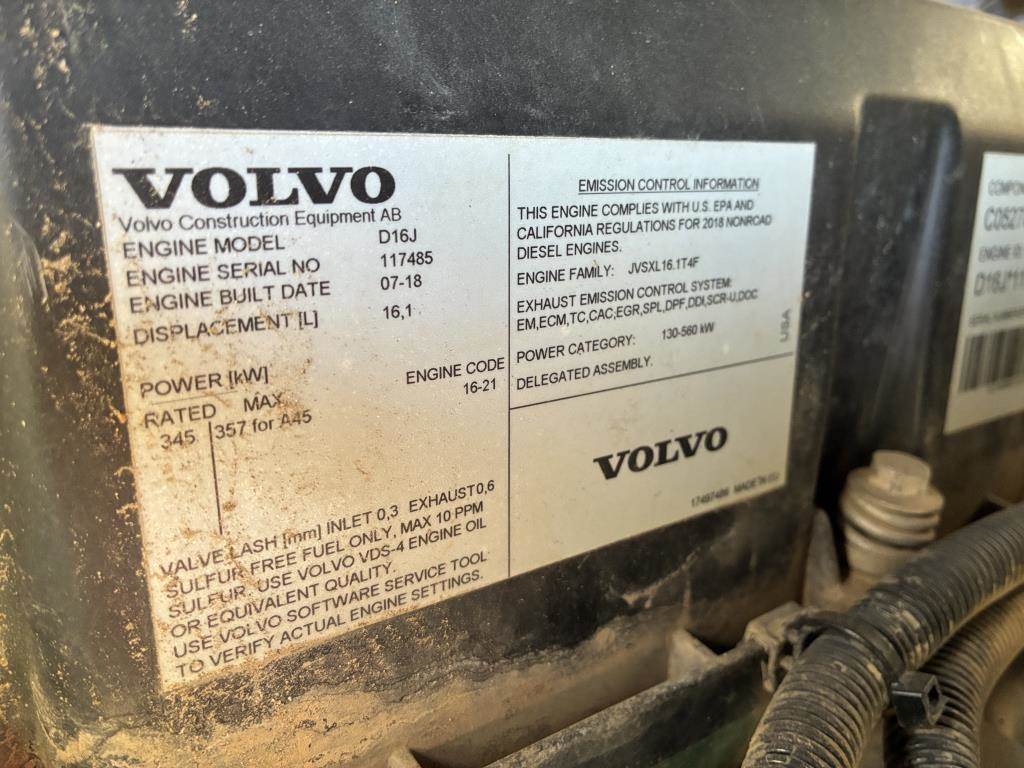 VOLVO
Volvo Construction Equipment AB
ENGINE MODEL D16J
ENGINE SERIAL NO 117485
ENGINE BUILT DATE 07-18
DISPLACEMENT [L] 16,1
POWER [kW] ENGINE CODE
16-21
RATED MAX
345 357 for A45
VALVE LASH [mm] INLET 0,3 EXHAUST 0,6
SULFUR FREE FUEL ONLY, MAX 10 PPM
SULFUR. USE VOLVO VDS-4 ENGINE OIL
OR EQUIVALENT QUALITY.
USE VOLVO SOFTWARE SERVICE TOOL
TO VERIFY ACTUAL ENGINE SETTINGS.
EMISSION CONTROL INFORMATION
THIS ENGINE COMPLIES WITH U.S. EPA AND
CALIFORNIA REGULATIONS FOR 2018 NONROAD
DIESEL ENGINES.
ENGINE FAMILY: JVSXL16.1T4F
EXHAUST EMISSION CONTROL SYSTEM:
EM,ECM,TC,CAC,EGR,SPL,DPF,DDI,SCR-U,DOC
POWER CATEGORY: 130-560 kW
DELEGATED ASSEMBLY.
USA
VOLVO
17497486 MADE IN EU